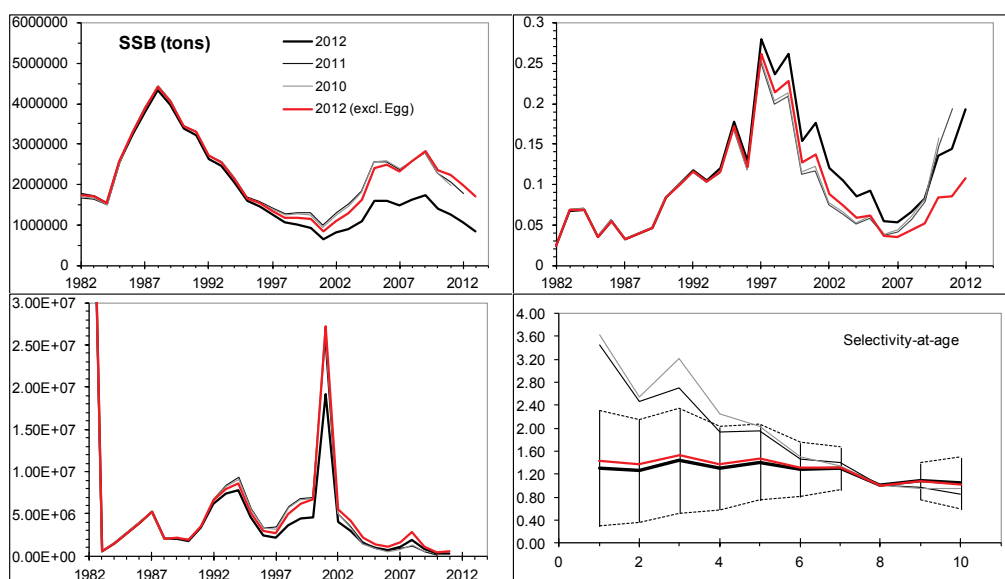 6000000
5000000
4000000
3000000
2000000
1000000
0
SSB (tons)
2012
2011
2010
2012 (excl. Egg)
1982 1987 1992 1997 2002 2007 2012
0.3
0.25
0.2
0.15
0.1
0.05
0
1982 1987 1992 1997 2002 2007 2012
3.00E+07
2.50E+07
2.00E+07
1.50E+07
1.00E+07
5.00E+06
0.00E+00
1982 1987 1992 1997 2002 2007 2012
4.00
3.60
3.20
2.80
2.40
2.00
1.60
1.20
0.80
0.40
0.00
Selectivity-at-age
0 2 4 6 8 10